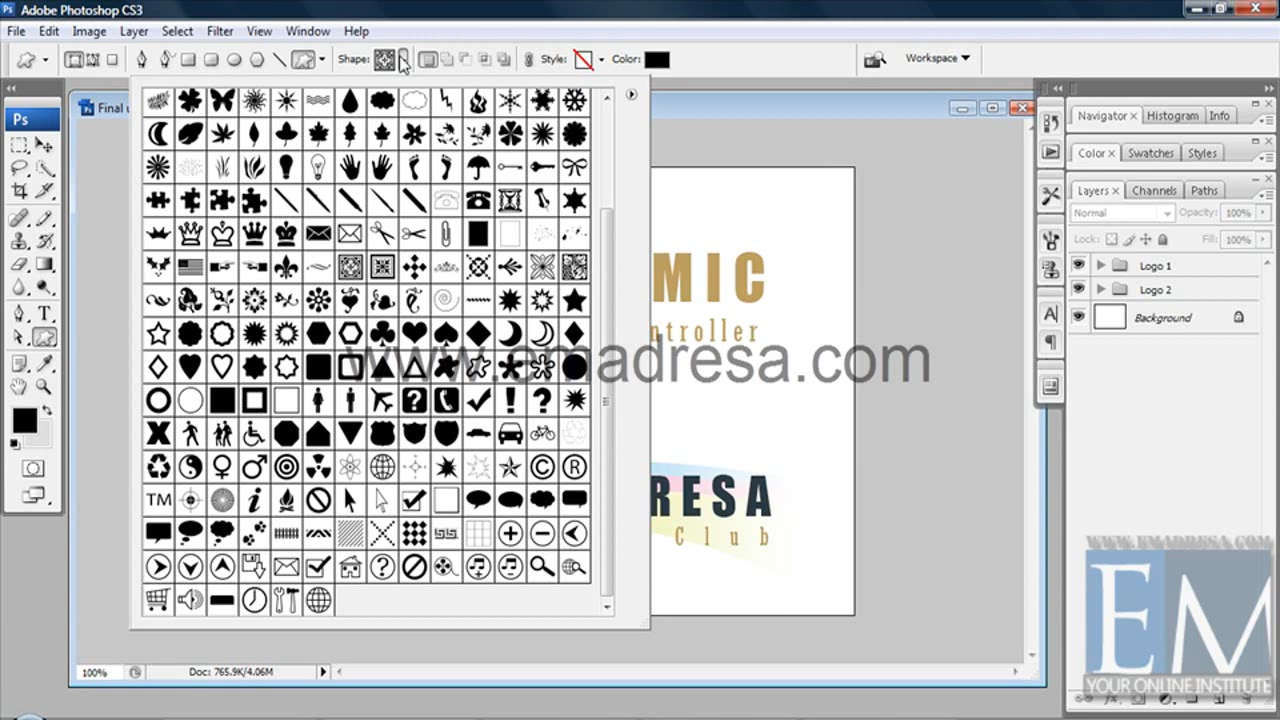 Ps Adobe Photoshop CS3
File Edit Image Layer Select Filter View Window Help
Shape: Style: Color: Workspace
Ps
Final
Navigator × Histogram Info
Color × Swatches Styles
Layers × Channels Paths
Normal Opacity: 100%
Lock: Fill: 100%
Logo 1
Logo 2
Background
MIC
ntroller
www.emadresa.com
RESA
Club
TM
WWW.EMADRESA.COM
EM
YOUR ONLINE INSTITUTE
100% Doc: 765.9K/4.06M